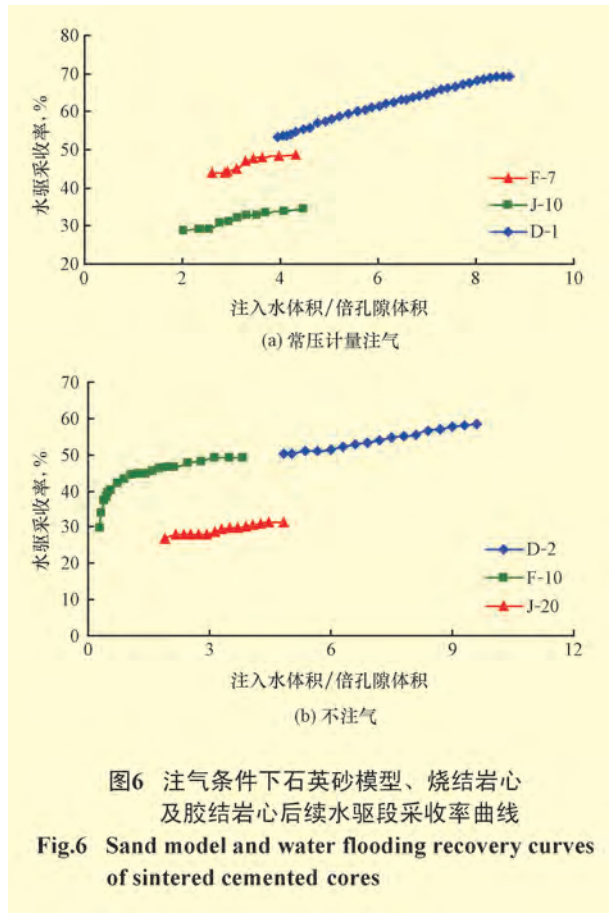 80
70
60
50
40
30
20
水驱采收率, %
F-7
J-10
D-1
0 2 4 6 8 10
注入水体积/倍孔隙体积
(a) 常压计量注气
70
60
50
40
30
20
10
0
水驱采收率, %
D-2
F-10
J-20
0 3 6 9 12
注入水体积/倍孔隙体积
(b) 不注气
图6 注气条件下石英砂模型、烧结岩心
及胶结岩心后续水驱段采收率曲线
Fig.6 Sand model and water flooding recovery curves
of sintered cemented cores